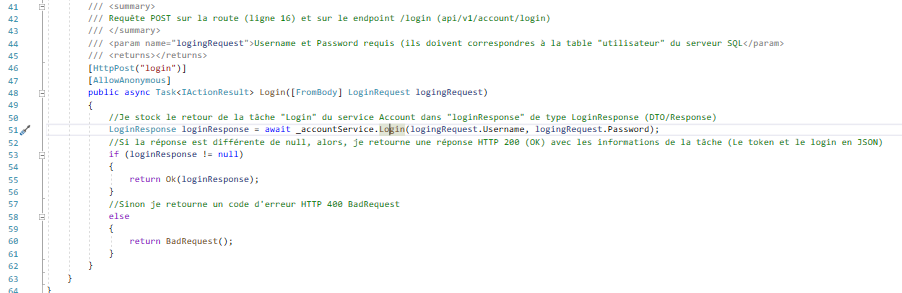 41 /// <summary>
42 /// Requête POST sur la route (ligne 16) et sur le endpoint /login (api/v1/account/login)
43 /// </summary>
44 /// <param name="logingRequest">Username et Password requis (ils doivent correspondres à la table "utilisateur" du serveur SQL</param>
45 /// <returns></returns>
46 [HttpPost("login")]
47 [AllowAnonymous]
48 public async Task<IActionResult> Login([FromBody] LoginRequest logingRequest)
49 {
50 //Je stock le retour de la tâche "Login" du service Account dans "loginResponse" de type LoginResponse (DTO/Response)
51 LoginResponse loginResponse = await _accountService.Login(logingRequest.Username, logingRequest.Password);
52 //Si la réponse est différente de null, alors, je retourne une réponse HTTP 200 (OK) avec les informations de la tâche (Le token et le login en JSON)
53 if (loginResponse != null)
54 {
55 return Ok(loginResponse);
56 }
57 //Sinon je retourne un code d'erreur HTTP 400 BadRequest
58 else
59 {
60 return BadRequest();
61 }
62 }
63 }
64 }